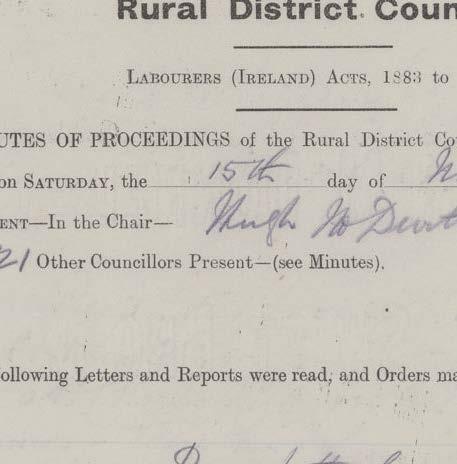 Rural District Coun
LABOURERS (IRELAND) ACTS, 1883 to
UTES OF PROCEEDINGS of the Rural District Co
on SATURDAY, the 15th day of
ENT—In the Chair— Hugh McDevitt
21 Other Councillors Present—(see Minutes).
ollowing Letters and Reports were read, and Orders ma